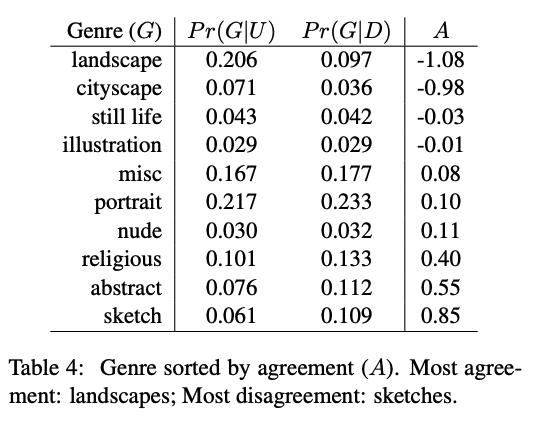 Genre (G) Pr(G|U) Pr(G|D) A
landscape 0.206 0.097 -1.08
cityscape 0.071 0.036 -0.98
still life 0.043 0.042 -0.03
illustration 0.029 0.029 -0.01
misc 0.167 0.177 0.08
portrait 0.217 0.233 0.10
nude 0.030 0.032 0.11
religious 0.101 0.133 0.40
abstract 0.076 0.112 0.55
sketch 0.061 0.109 0.85
Table 4: Genre sorted by agreement (A). Most agree-
ment: landscapes; Most disagreement: sketches.